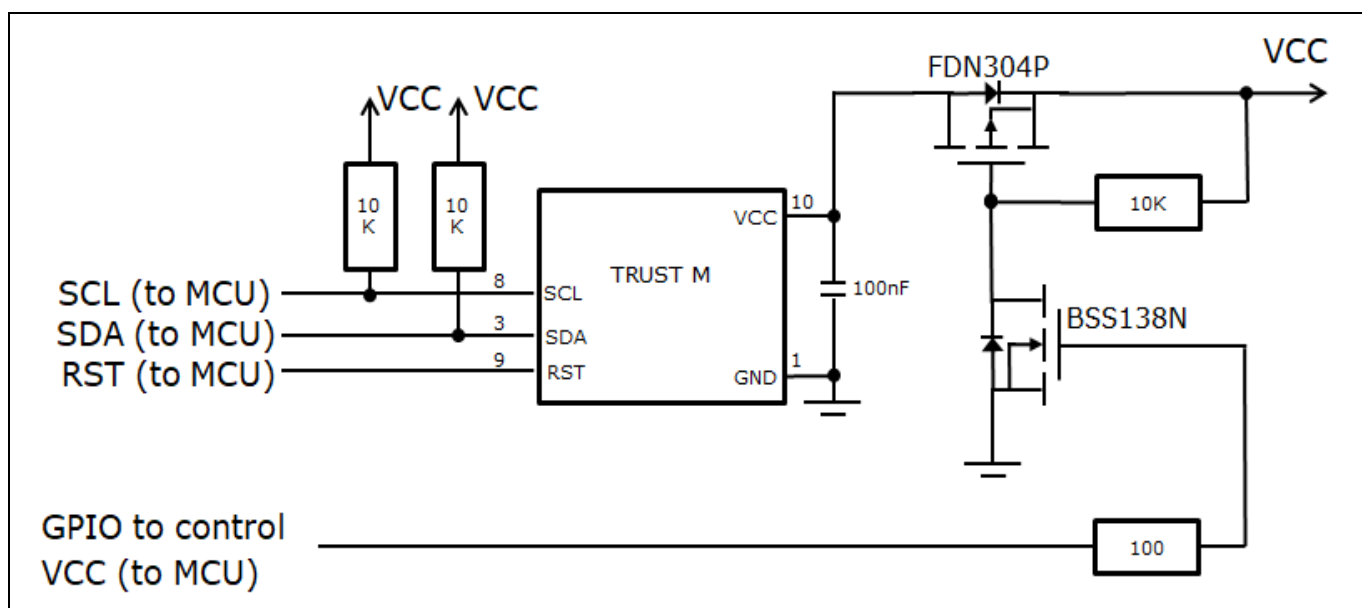 FDN304P
VCC
VCC
VCC
10
K
10
K
10
VCC
10K
TRUST M
100nF
SCL (to MCU)
8
SCL
BSS138N
SDA (to MCU)
3
SDA
RST (to MCU)
9
RST
1
GND
GPIO to control
VCC (to MCU)
100